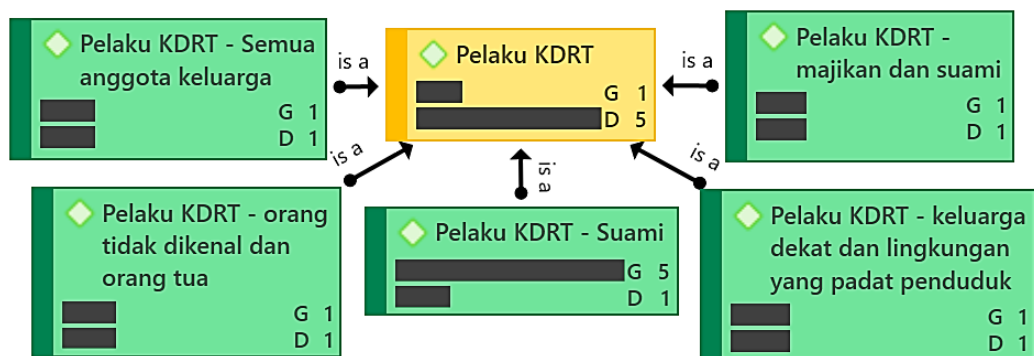 Pelaku KDRT - Semua
anggota keluarga
G 1
D 1
is a
Pelaku KDRT
G 1
D 5
is a
Pelaku KDRT -
majikan dan suami
G 1
D 1
is a
Pelaku KDRT - orang
tidak dikenal dan
orang tua
G 1
D 1
is a
Pelaku KDRT - Suami
G 5
D 1
is a
Pelaku KDRT - keluarga
dekat dan lingkungan
yang padat penduduk
G 1
D 1